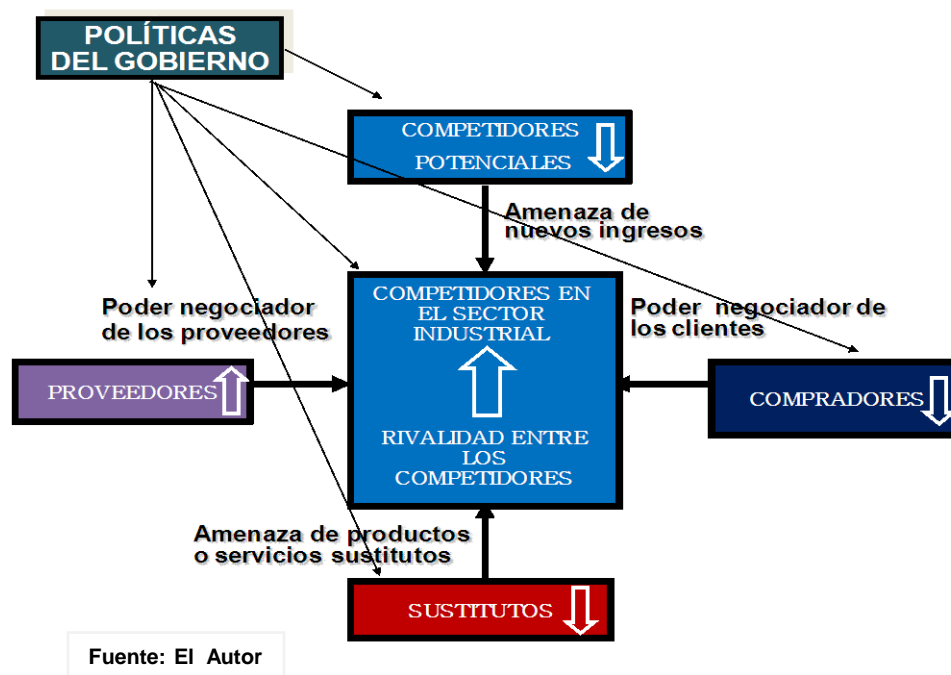 POLÍTICAS
DEL GOBIERNO
COMPETIDORES
POTENCIALES
Amenaza de
nuevos ingresos
Poder negociador
de los proveedores
COMPETIDORES EN
EL SECTOR
INDUSTRIAL
Poder negociador de
los clientes
PROVEEDORES
COMPRADORES
RIVALIDAD ENTRE
LOS
COMPETIDORES
Amenaza de productos
o servicios sustitutos
SUSTITUTOS
Fuente: El Autor